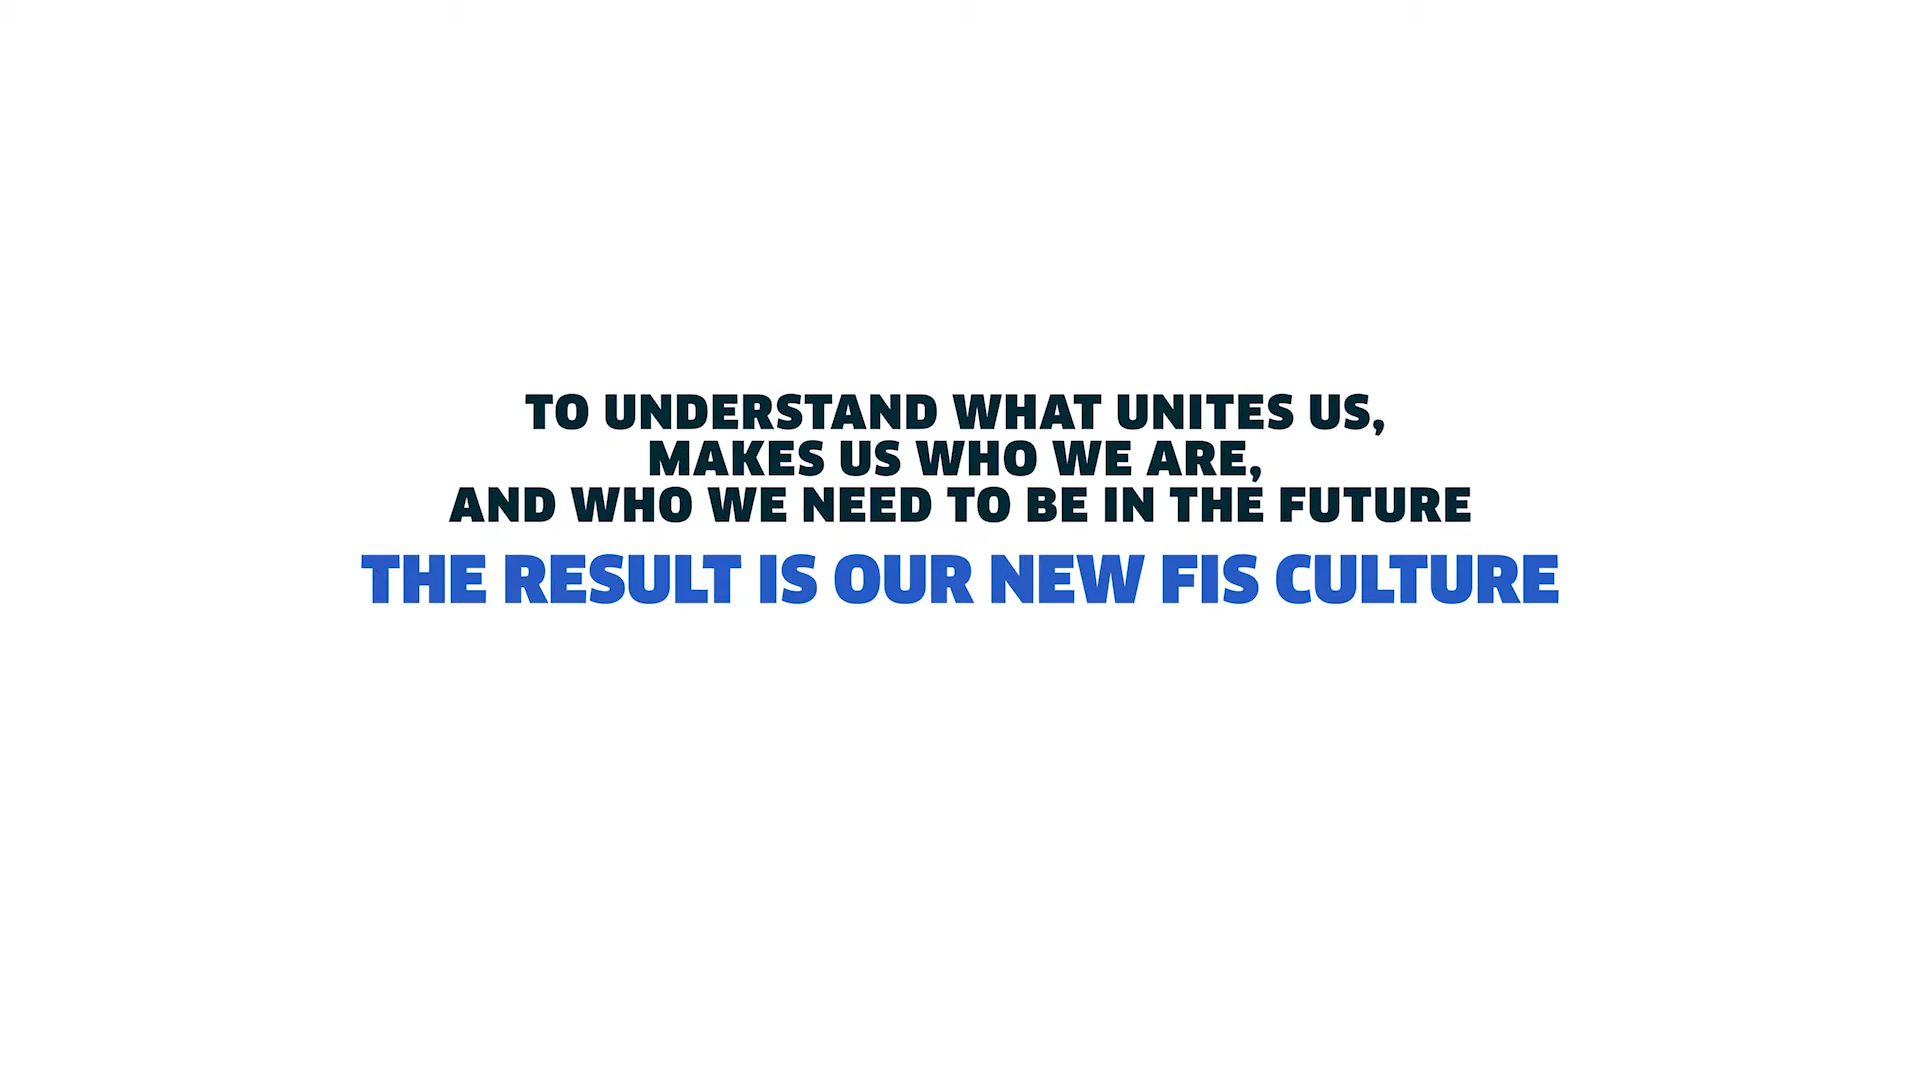 TO UNDERSTAND WHAT UNITES US,
MAKES US WHO WE ARE,
AND WHO WE NEED TO BE IN THE FUTURE
THE RESULT IS OUR NEW FIS CULTURE